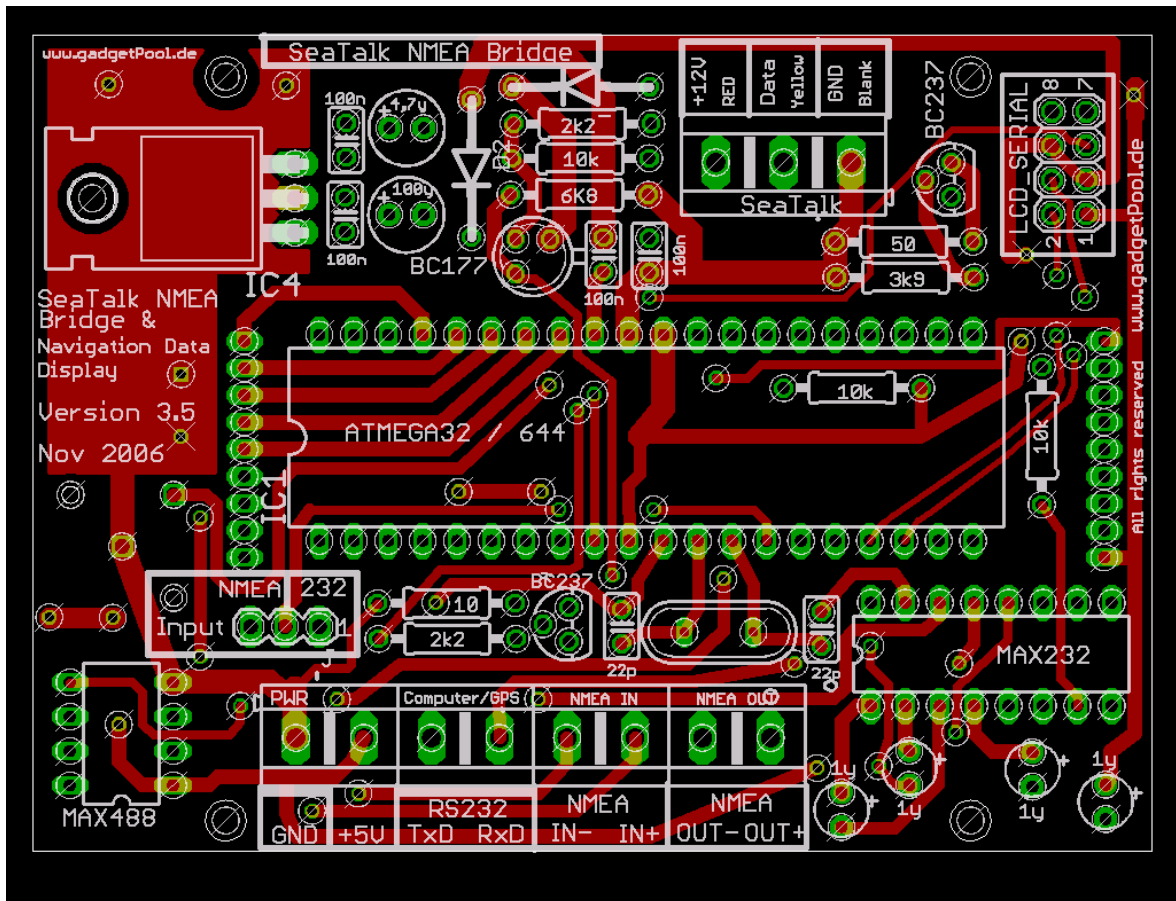 www.gadgetPool.de
SeaTalk NMEA Bridge
+12V
RED
Data
Yellow
GND
Blank
BC237
LCD_SERIAL
8
7
2
1
www.gadgetPool.de
All rights reserved
100n
4,7y
+
2k2
10k
6K8
100y
+
100n
BC177
100n
100n
SeaTalk
50
3k9
IC4
SeaTalk NMEA
Bridge &
Navigation Data
Display
Version 3.5
Nov 2006
ATMEGA32 / 644
IC1
10k
10k
NMEA 232
Input
1
J
10
2k2
BC237
22p
22p
MAX232
PWR
Computer/GPS
NMEA IN
NMEA OUT
MAX488
GND
+5V
RS232
TxD RxD
NMEA
IN- IN+
NMEA
OUT-OUT+
1y
+
1y
+
1y
+
1y
+